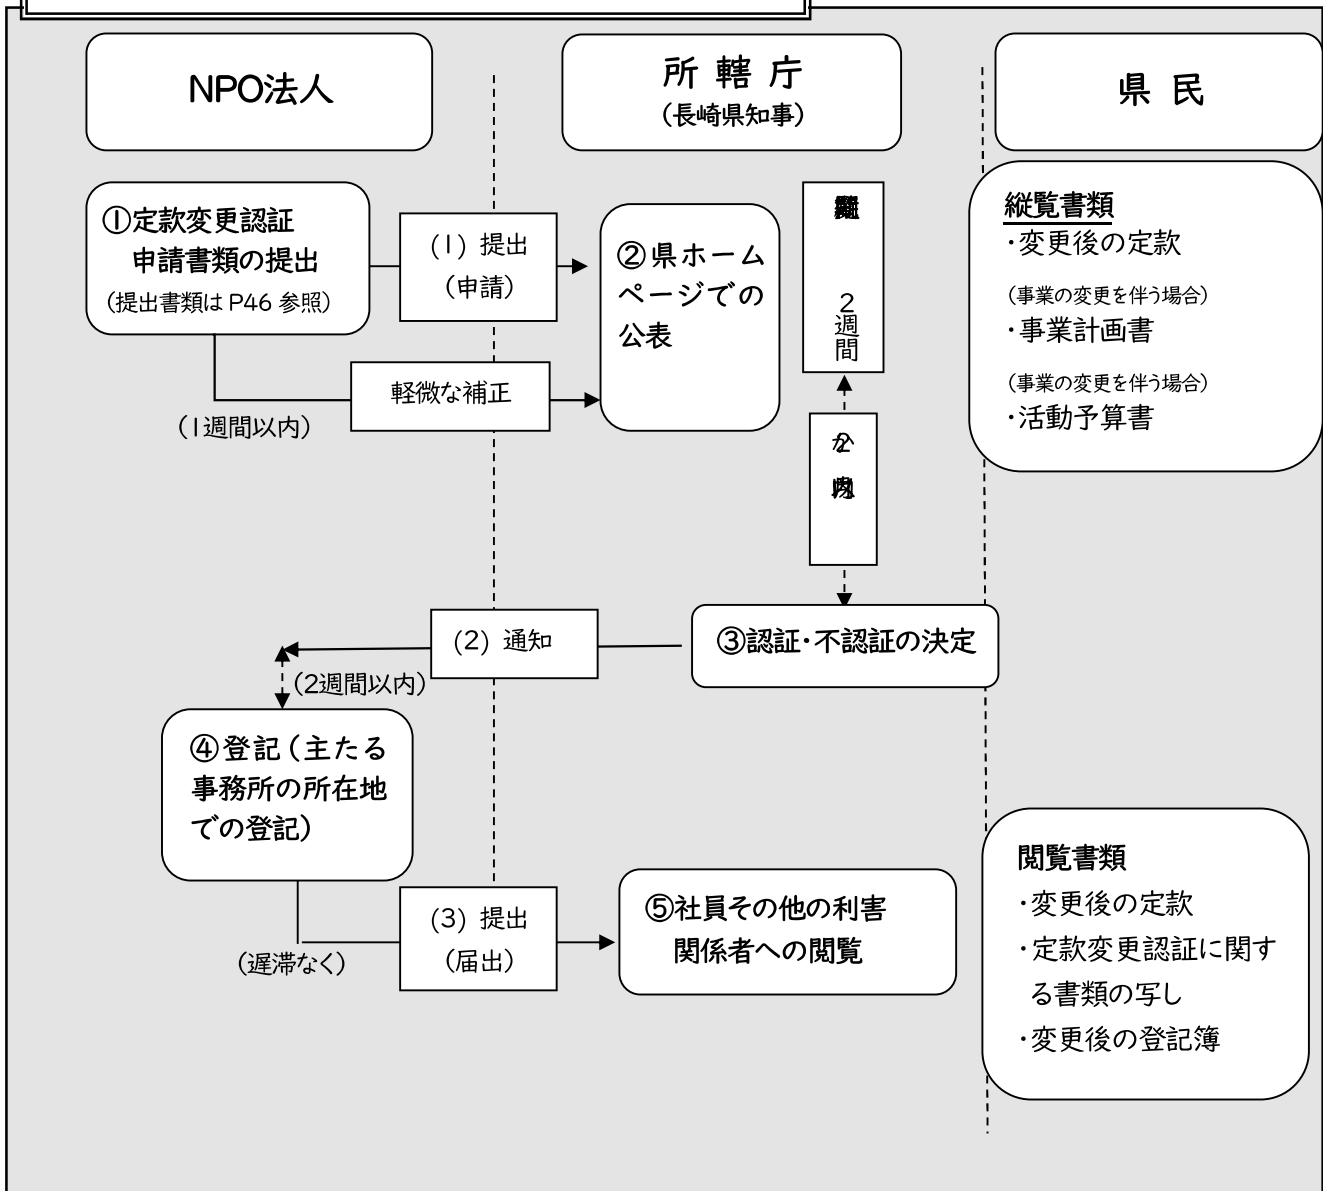 NPO法人
所 轄 庁
(長崎県知事)
県 民
①定款変更認証
申請書類の提出
(提出書類は P46 参照)
(1) 提出
(申請)
軽微な補正
(1週間以内)
②県ホーム
ページでの
公表
2週間
縦覧書類
・変更後の定款
(事業の変更を伴う場合)
・事業計画書
(事業の変更を伴う場合)
・活動予算書
③認証・不認証の決定
(2) 通知
(2週間以内)
④登記(主たる
事務所の所在地
での登記)
(3) 提出
(届出)
(遅滞なく)
⑤社員その他の利害
関係者への閲覧
閲覧書類
・変更後の定款
・定款変更認証に関す
る書類の写し
・変更後の登記簿